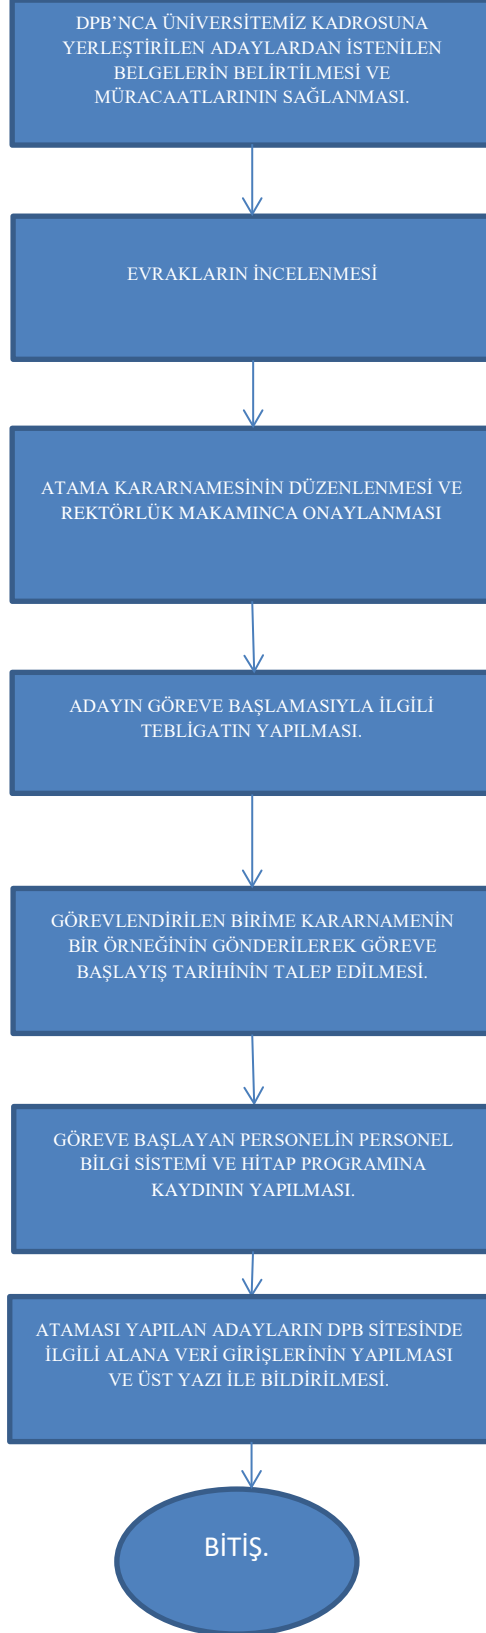 DPB'NCA ÜNİVERSİTEMİZ KADROSUNA
YERLEŞTİRİLEN ADAYLARDAN İSTENİLEN
BELGELERİN BELİRTİLMESİ VE
MÜRACAATLARININ SAĞLANMASI.
EVRAKLARIN İNCELENMESİ
ATAMA KARARNAMESİNİN DÜZENLENMESİ VE
REKTÖRLÜK MAKAMINCA ONAYLANMASI
ADAYIN GÖREVE BAŞLAMASIYLA İLGİLİ
TEBLİGATIN YAPILMASI.
GÖREVLENDİRİLEN BİRİME KARARNAMENİN
BİR ÖRNEĞİNİN GÖNDERİLEREK GÖREVE
BAŞLAYIŞ TARİHİNİN TALEP EDİLMESİ.
GÖREVE BAŞLAYAN PERSONELİN PERSONEL
BİLGİ SİSTEMİ VE HİTAP PROGRAMINA
KAYDININ YAPILMASI.
ATAMASI YAPILAN ADAYLARIN DPB SİTESİNDE
İLGİLİ ALANA VERİ GİRİŞLERİNİN YAPILMASI
VE ÜST YAZI İLE BİLDİRİLMESİ.
BİTİŞ.